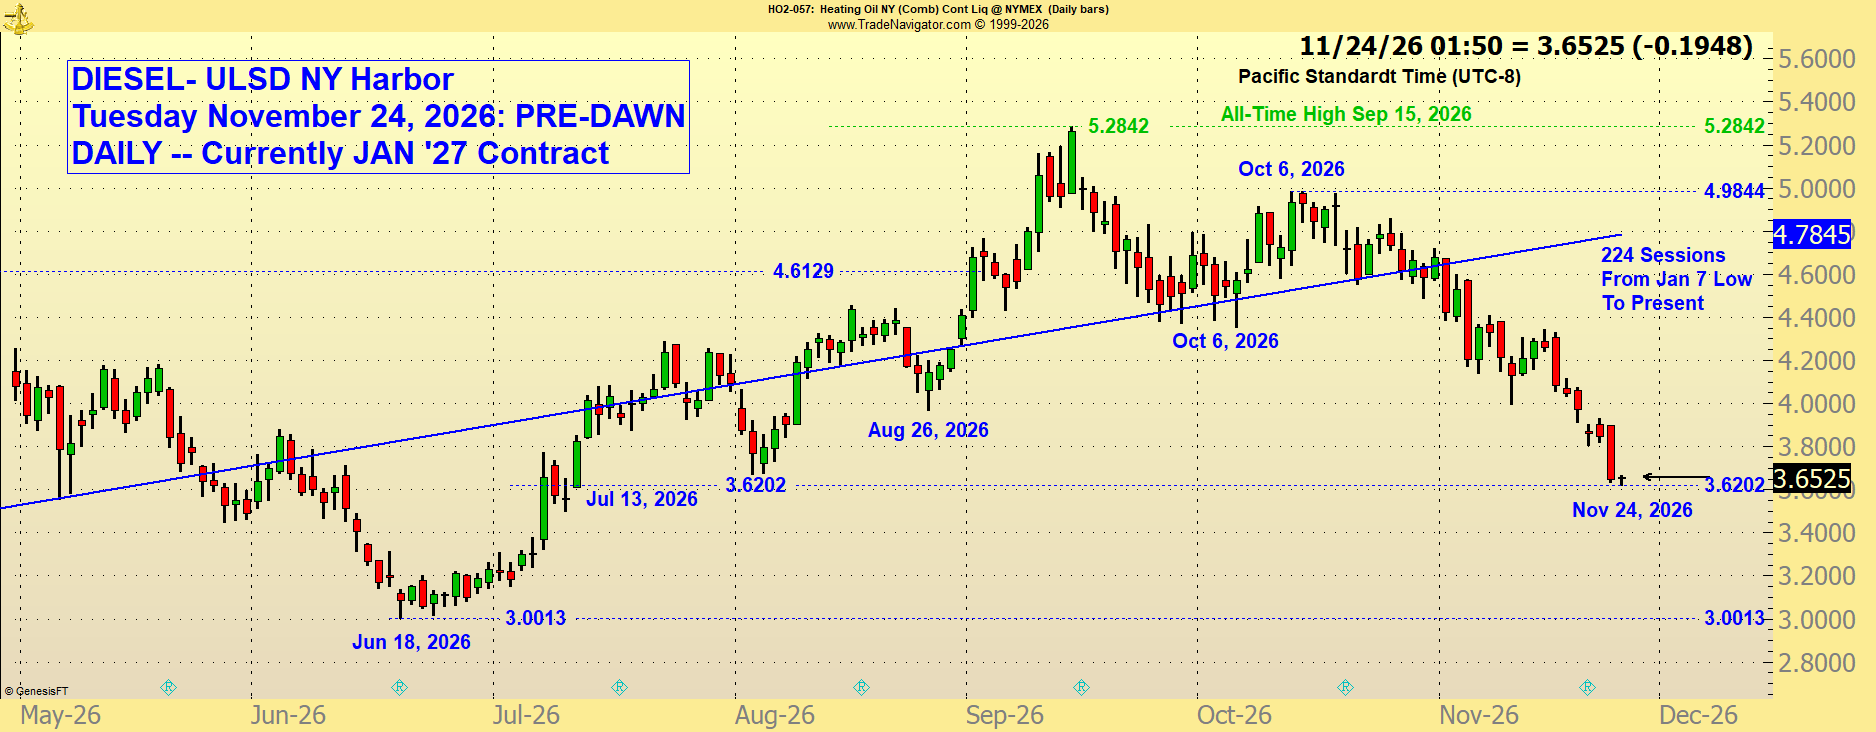 HO2-057:  Heating Oil NY (Comb) Cont Liq @ NYMEX  (Daily bars)
www.TradeNavigator.com © 1999-2026
11/24/26 01:50 = 3.6525 (-0.1948)
Pacific Standardt Time (UTC-8)
DIESEL- ULSD NY Harbor
Tuesday November 24, 2026: PRE-DAWN
DAILY -- Currently JAN '27 Contract
All-Time High Sep 15, 2026
5.2842
5.2842
Oct 6, 2026
4.9844
4.6129
224 Sessions
From Jan 7 Low
To Present
Oct 6, 2026
Aug 26, 2026
Jul 13, 2026
3.6202
3.6202
Nov 24, 2026
3.0013
3.0013
Jun 18, 2026
5.6000
5.4000
5.2000
5.0000
4.7845
4.6000
4.4000
4.2000
4.0000
3.8000
3.6525
3.4000
3.2000
3.0000
2.8000
R
R
R
R
R
R
R
© GenesisFT
May-26
Jun-26
Jul-26
Aug-26
Sep-26
Oct-26
Nov-26
Dec-26